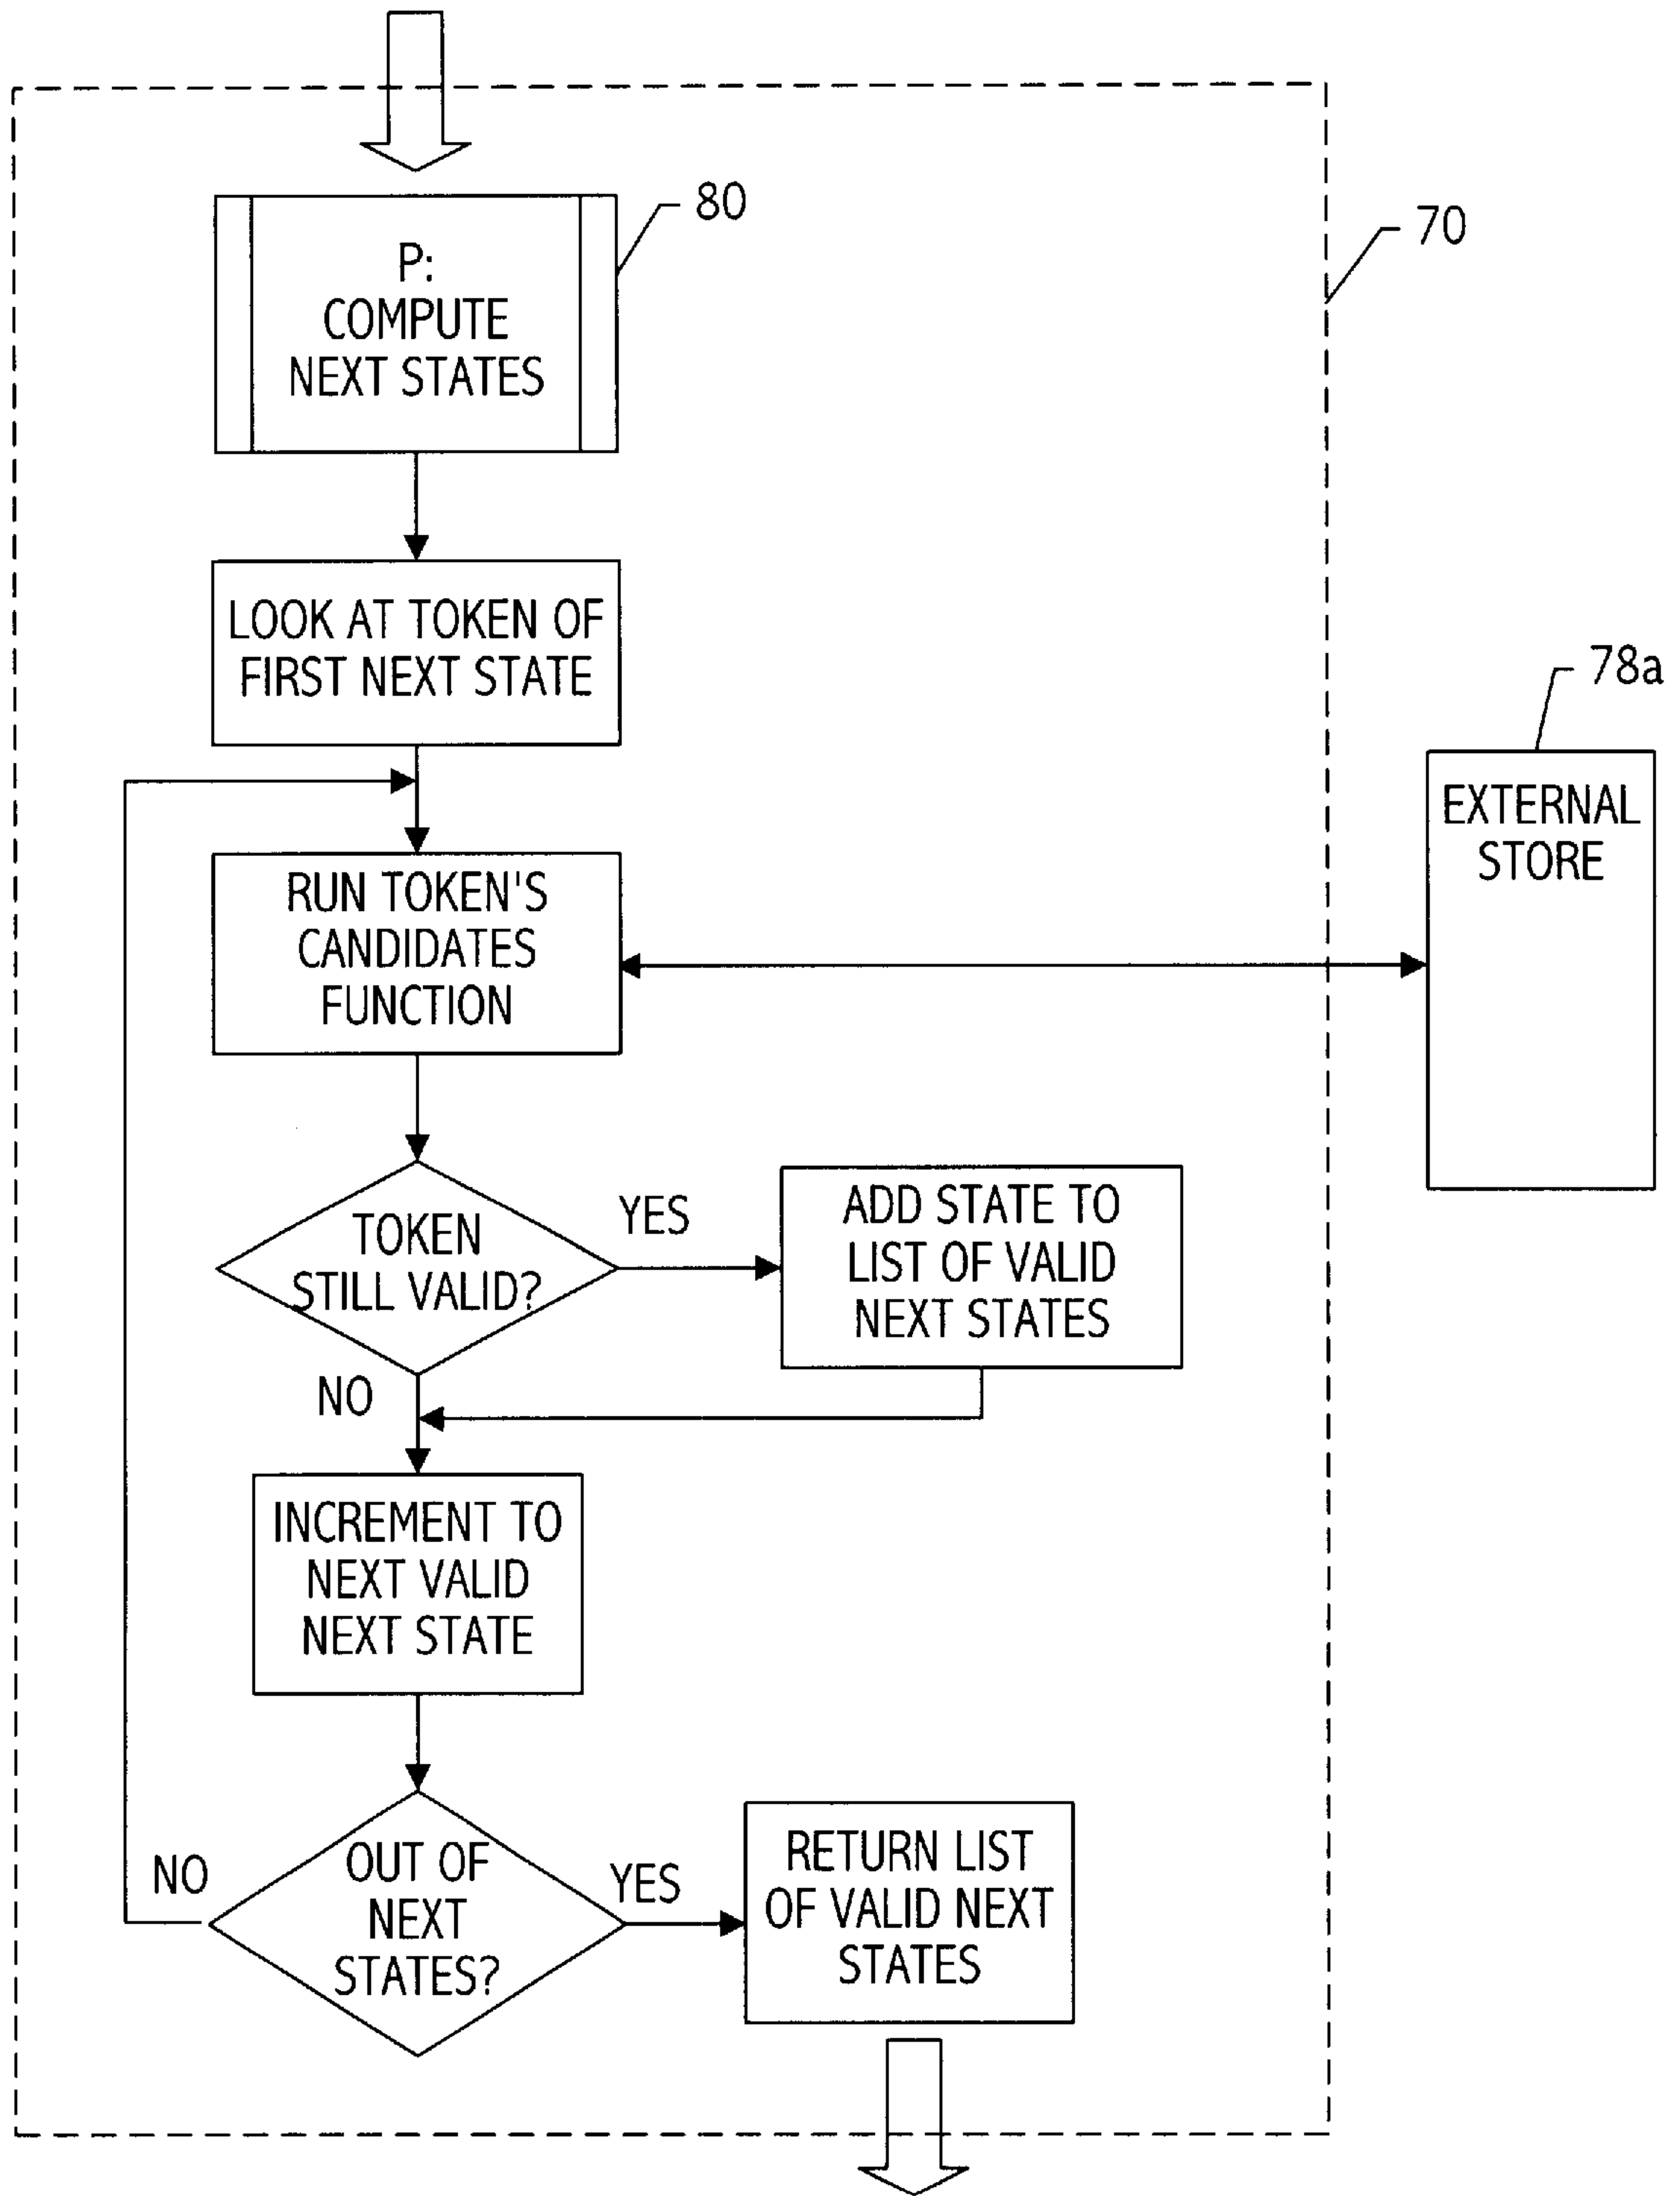 80
70
P:
COMPUTE
NEXT STATES
LOOK AT TOKEN OF
FIRST NEXT STATE
78a
EXTERNAL
STORE
RUN TOKEN'S
CANDIDATES
FUNCTION
TOKEN
STILL VALID?
YES
ADD STATE TO
LIST OF VALID
NEXT STATES
NO
INCREMENT TO
NEXT VALID
NEXT STATE
OUT OF
NEXT
STATES?
NO
YES
RETURN LIST
OF VALID NEXT
STATES